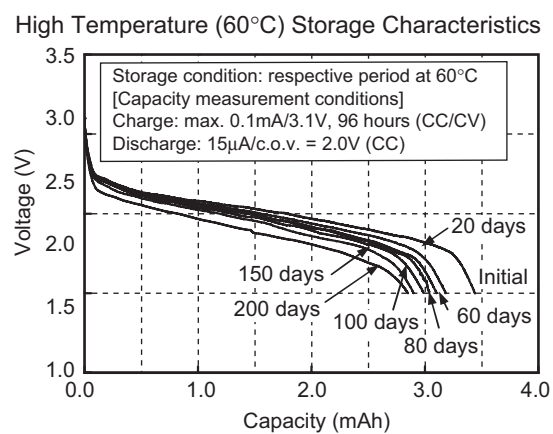 High Temperature (60°C) Storage Characteristics
3.5
Storage condition: respective period at 60°C
[Capacity measurement conditions]
Charge: max. 0.1mA/3.1V, 96 hours (CC/CV)
Discharge: 15μA/c.o.v. = 2.0V (CC)
3.0
2.5
2.0
1.5
1.0
Voltage (V)
20 days
150 days
Initial
200 days
100 days
60 days
80 days
0.0
1.0
2.0
3.0
4.0
Capacity (mAh)